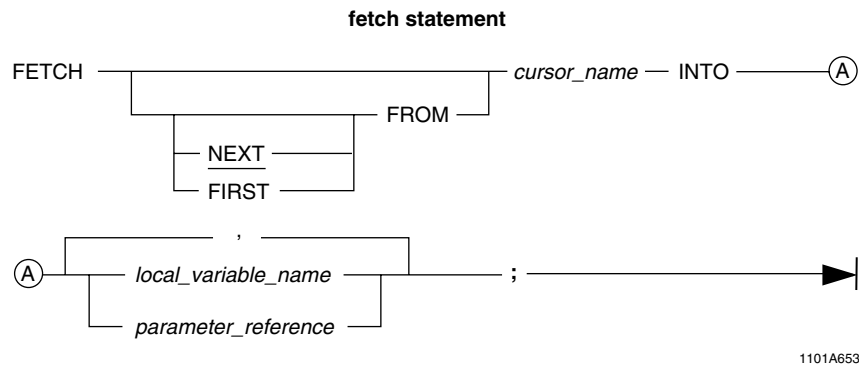 fetch statement
FETCH cursor_name INTO A
FROM
NEXT
FIRST
,
A local_variable_name ;
parameter_reference
1101A653